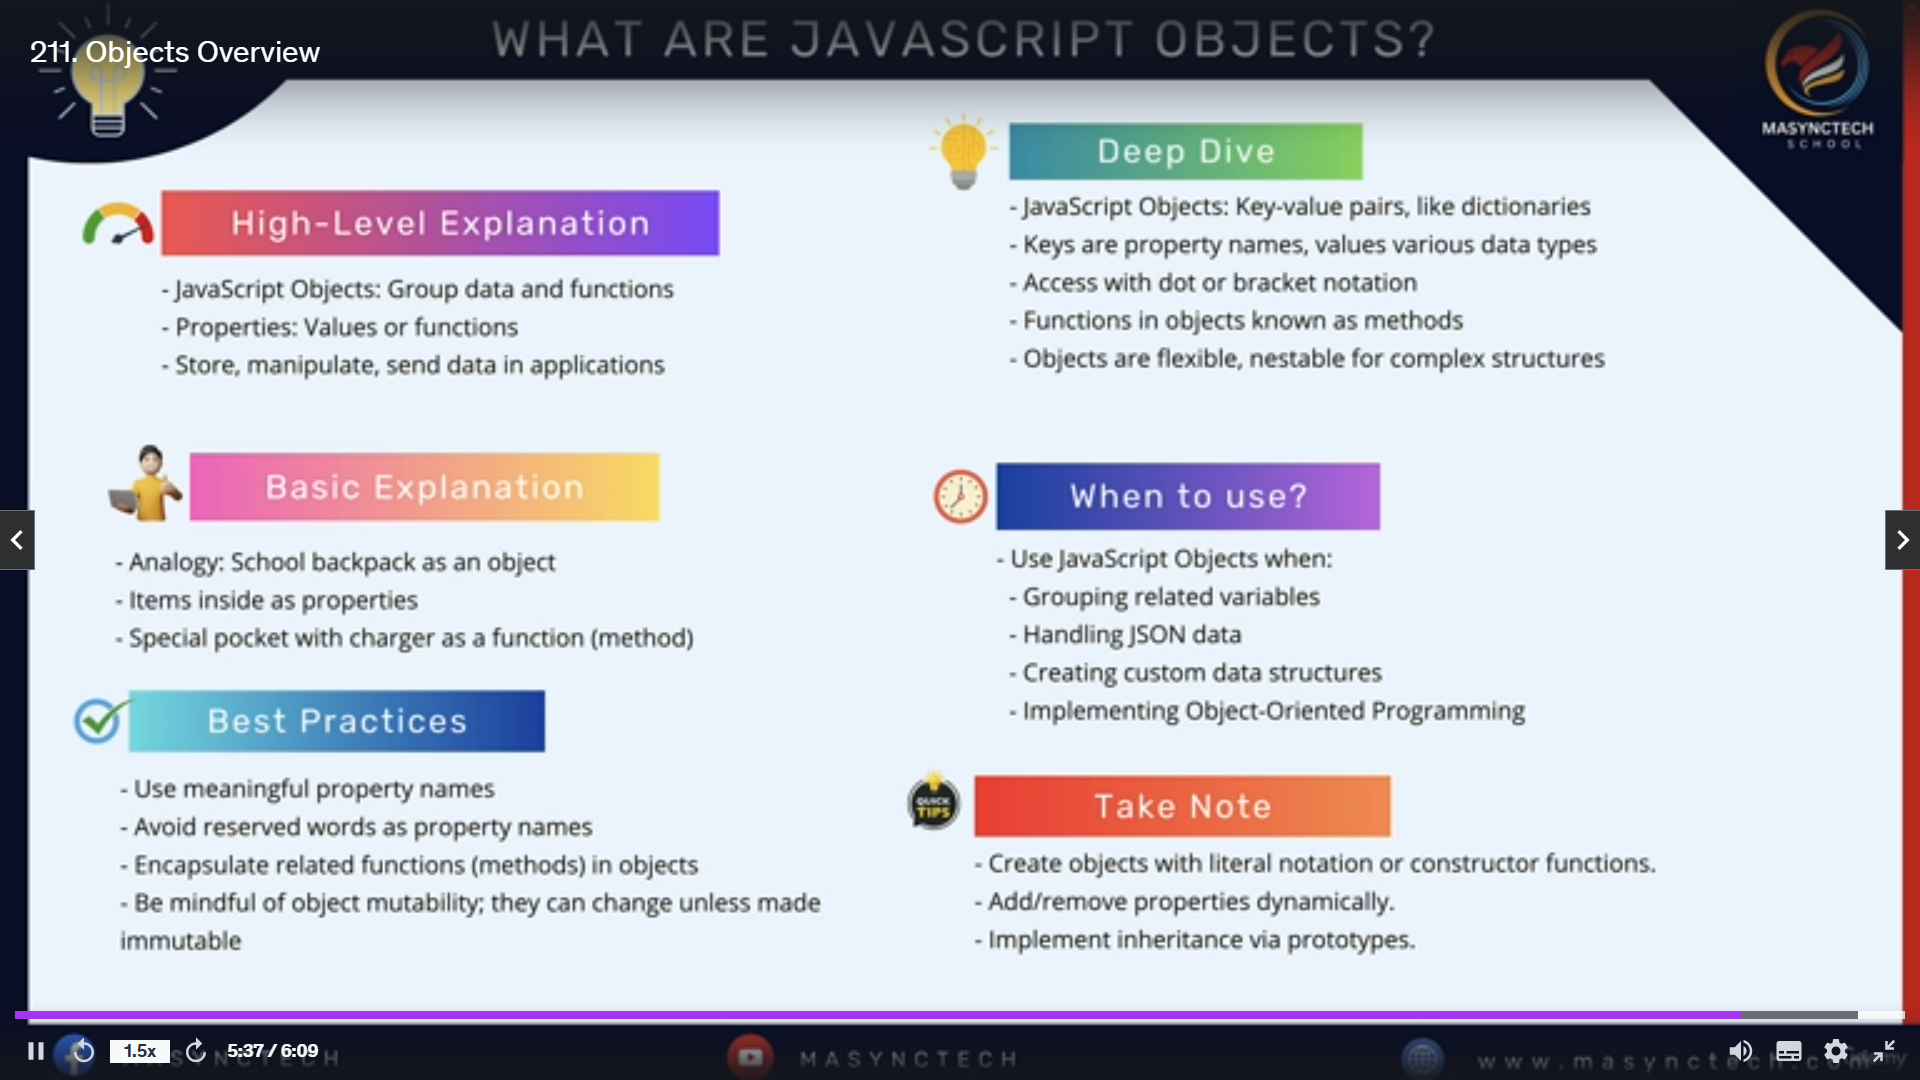 WHAT ARE JAVASCRIPT OBJECTS?
211. Objects Overview
MASYNCTECH
SCHOOL
High-Level Explanation
- JavaScript Objects: Group data and functions
- Properties: Values or functions
- Store, manipulate, send data in applications
Basic Explanation
- Analogy: School backpack as an object
- Items inside as properties
- Special pocket with charger as a function (method)
Best Practices
- Use meaningful property names
- Avoid reserved words as property names
- Encapsulate related functions (methods) in objects
- Be mindful of object mutability; they can change unless made
immutable
Deep Dive
- JavaScript Objects: Key-value pairs, like dictionaries
- Keys are property names, values various data types
- Access with dot or bracket notation
- Functions in objects known as methods
- Objects are flexible, nestable for complex structures
When to use?
- Use JavaScript Objects when:
- Grouping related variables
- Handling JSON data
- Creating custom data structures
- Implementing Object-Oriented Programming
QUICK
TIPS
Take Note
- Create objects with literal notation or constructor functions.
- Add/remove properties dynamically.
- Implement inheritance via prototypes.
1.5x
5:37 / 6:09
MASYNCTECH